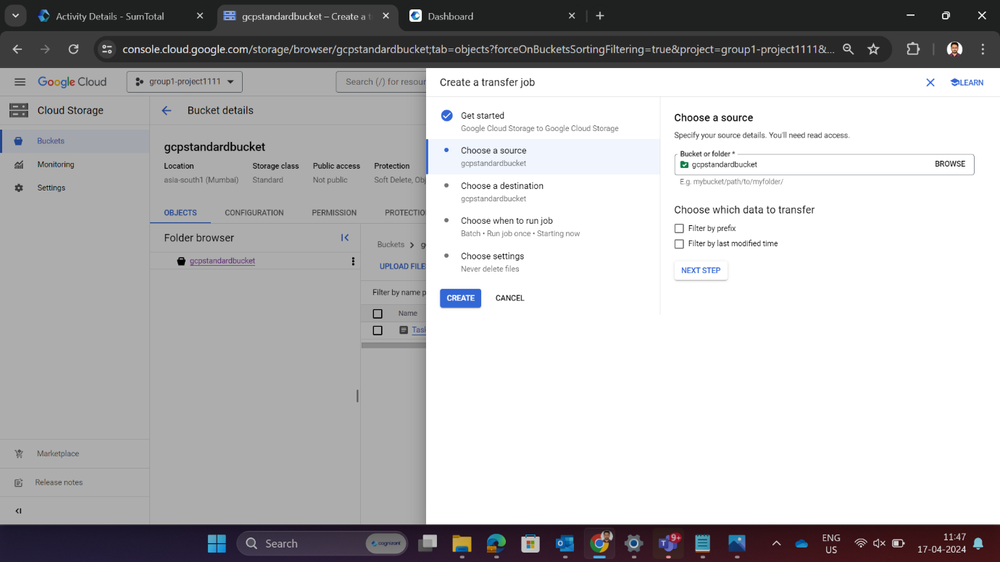 Activity Details - SumTotal
gcpstandardbucket – Create a t
Dashboard
console.cloud.google.com/storage/browser/gcpstandardbucket;tab=objects?forceOnBucketsSortingFiltering=true&project=group1-project1111&...
Google Cloud
group1-project1111
Search (/) for resour
Create a transfer job
LEARN
Cloud Storage
Bucket details
Buckets
Monitoring
Settings
Marketplace
Release notes
gcpstandardbucket
Location Storage class Public access Protection
asia-south1 (Mumbai) Standard Not public Soft Delete, Obj
OBJECTS CONFIGURATION PERMISSION PROTECTIO
Folder browser
gcpstandardbucket
Buckets
UPLOAD FILE
Filter by name p
Name
Task
Get started
Google Cloud Storage to Google Cloud Storage
Choose a source
gcpstandardbucket
Choose a destination
gcpstandardbucket
Choose when to run job
Batch • Run job once • Starting now
Choose settings
Never delete files
CREATE CANCEL
Choose a source
Specify your source details. You'll need read access.
Bucket or folder *
gcpstandardbucket BROWSE
E.g. mybucket/path/to/myfolder/
Choose which data to transfer
Filter by prefix
Filter by last modified time
NEXT STEP
Search
cognizant
9+
ENG
US
11:47
17-04-2024